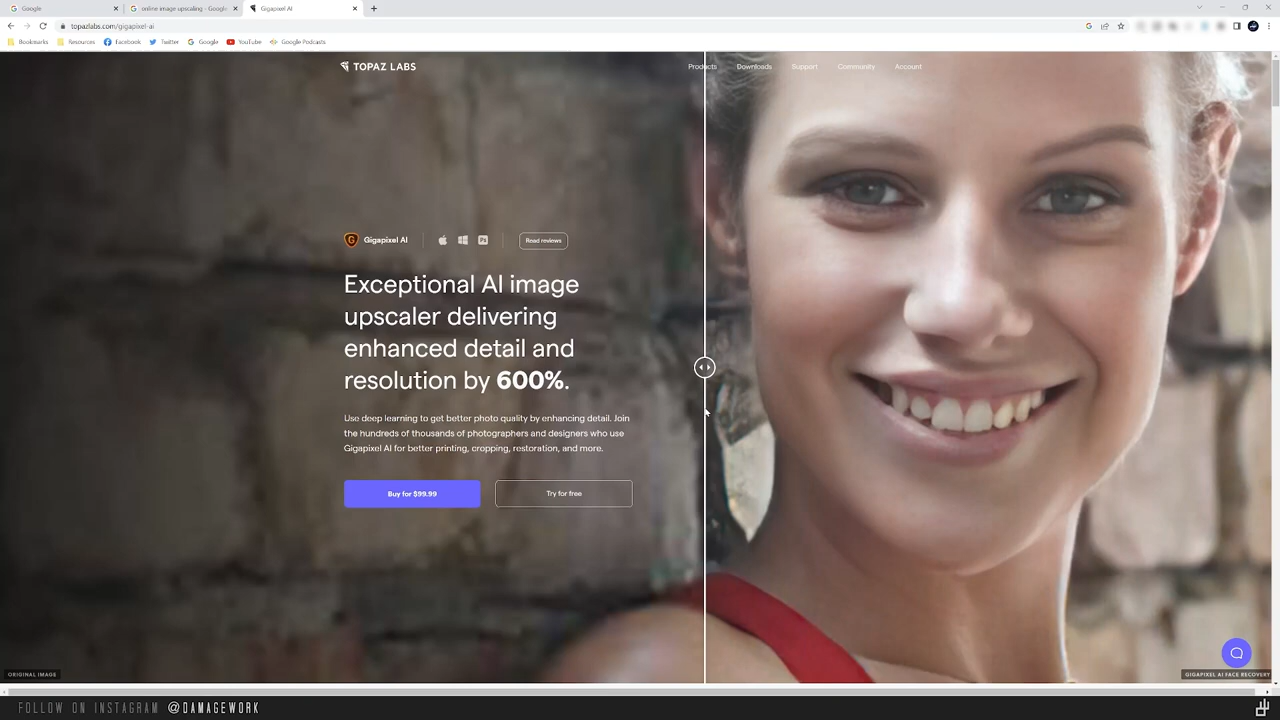 Google
online image upscaling - Google
Gigapixel AI
topazlabs.com/gigapixel-ai
Bookmarks
Resources
Facebook
Twitter
Google
YouTube
Google Podcasts
TOPAZ LABS
Products
Downloads
Support
Community
Account
Gigapixel AI
Read reviews
Exceptional AI image
upscaler delivering
enhanced detail and
resolution by 600%.
Use deep learning to get better photo quality by enhancing detail. Join
the hundreds of thousands of photographers and designers who use
Gigapixel AI for better printing, cropping, restoration, and more.
Buy for $99.99
Try for free
ORIGINAL IMAGE
GIGAPIXEL AI FACE RECOVERY
FOLLOW ON INSTAGRAM @DAMAGEWORK